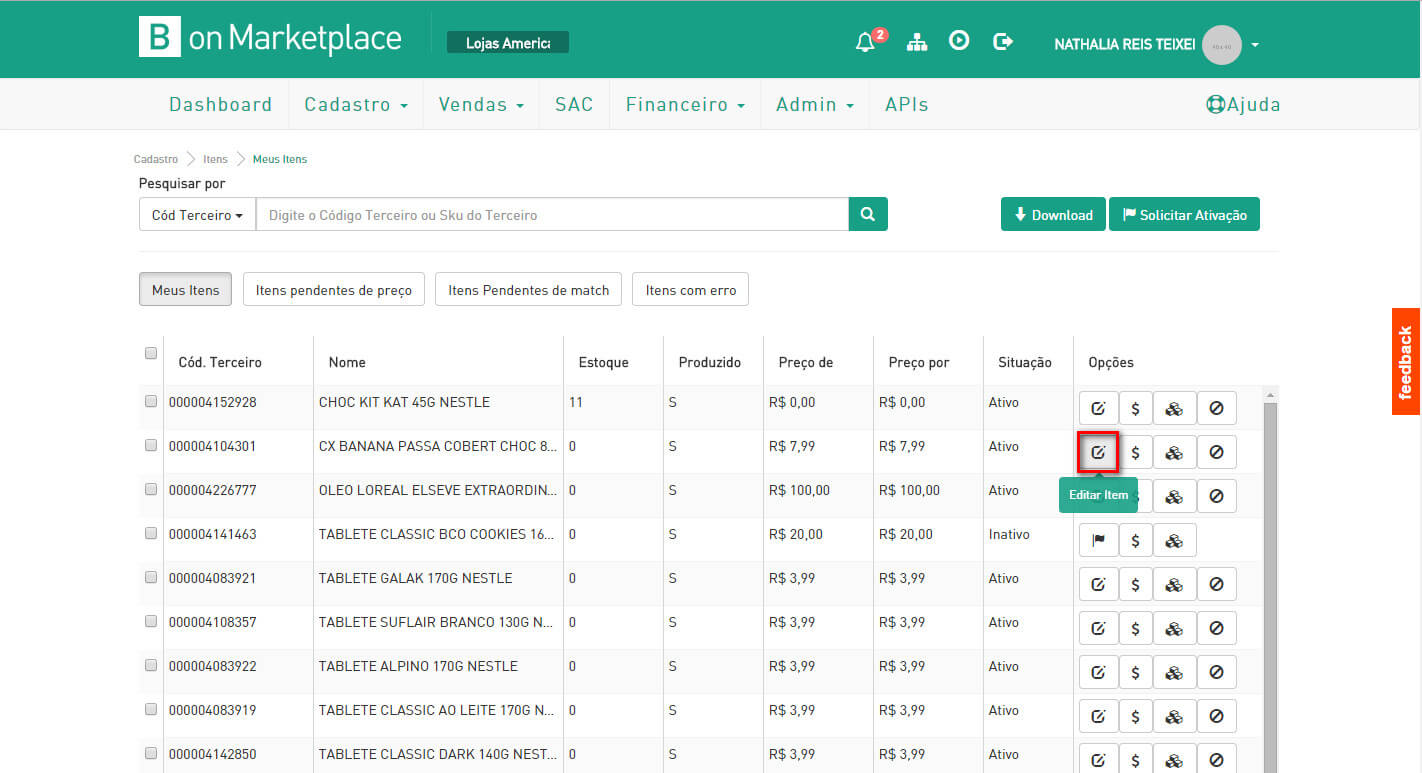 B on Marketplace Lojas America 2 NATHALIA REIS TEIXEI
Dashboard Cadastro Vendas SAC Financeiro Admin APIs Ajuda
Cadastro Itens Meus Itens
Pesquisar por
Cód Terceiro Digite o Código Terceiro ou Sku do Terceiro Download Solicitar Ativação
Meus Itens Itens pendentes de preço Itens Pendentes de match Itens com erro
feedback
Cód. Terceiro Nome Estoque Produzido Preço de Preço por Situação Opções
000004152928 CHOC KIT KAT 45G NESTLE 11 S R$ 0,00 R$ 0,00 Ativo $
000004104301 CX BANANA PASSA COBERT CHOC 8... 0 S R$ 7,99 R$ 7,99 Ativo $
000004226777 OLEO LOREAL ELSEVE EXTRAORDIN... 0 S R$ 100,00 R$ 100,00 Ativo Editar Item $
000004141463 TABLETE CLASSIC BCO COOKIES 16... 0 S R$ 20,00 R$ 20,00 Inativo $
000004083921 TABLETE GALAK 170G NESTLE 0 S R$ 3,99 R$ 3,99 Ativo $
000004108357 TABLETE SUFLAIR BRANCO 130G N... 0 S R$ 3,99 R$ 3,99 Ativo $
000004083922 TABLETE ALPINO 170G NESTLE 0 S R$ 3,99 R$ 3,99 Ativo $
000004083919 TABLETE CLASSIC AO LEITE 170G N... 0 S R$ 3,99 R$ 3,99 Ativo $
000004142850 TABLETE CLASSIC DARK 140G NEST... 0 S R$ 3,99 R$ 3,99 Ativo $